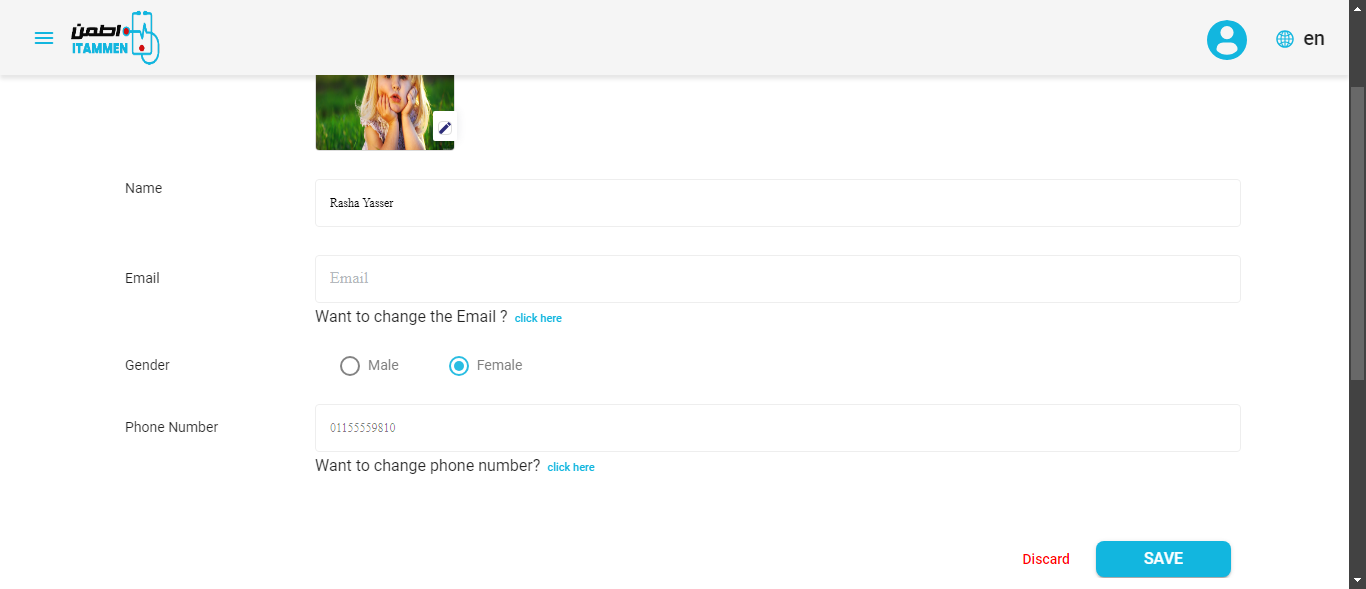 اطمن
ITAMMEN
en
Name
Rasha Yasser
Email
Email
Want to change the Email ? click here
Gender
Male Female
Phone Number
01155559810
Want to change phone number? click here
Discard SAVE